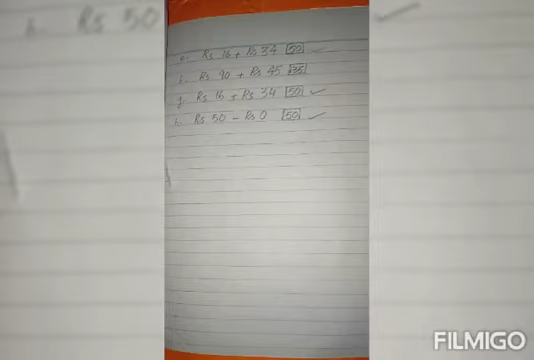 h. Rs 50
e. Rs 16 + Rs 34 50
f. Rs 90 + Rs 45 35
g. Rs 16 + Rs 34 50
h. Rs 50 - Rs 0 50
FILMIGO